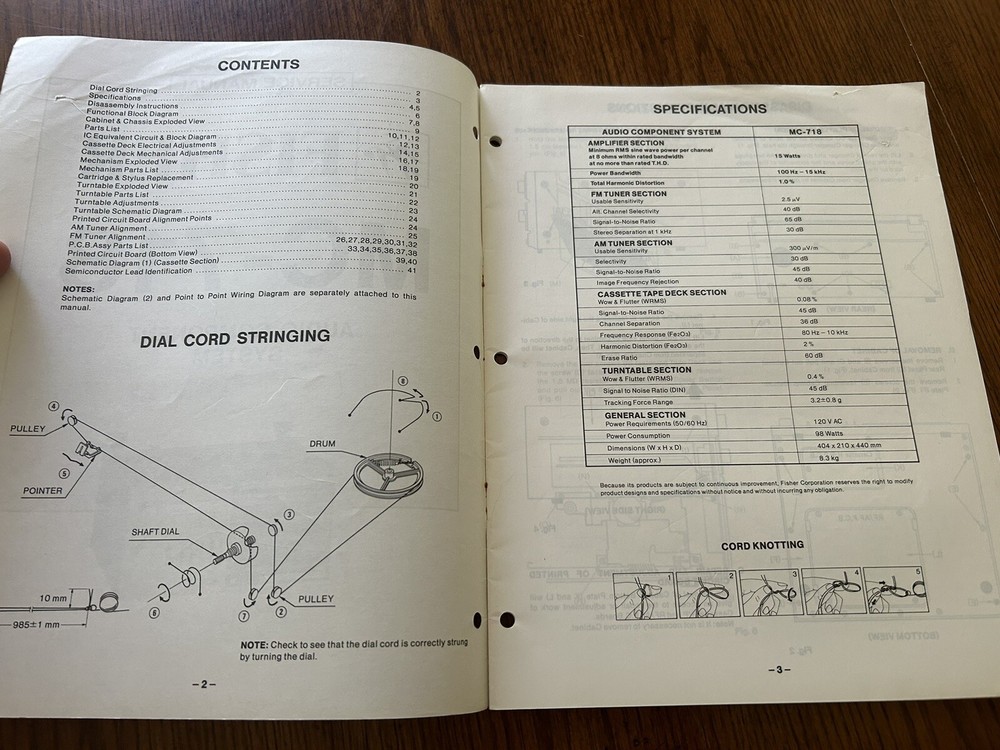 CONTENTS
Dial Cord Stringing 2
Specifications 3
Disassembly Instructions 4,5
Functional Block Diagram 6
Cabinet & Chassis Exploded View 7,8
Parts List 9
IC Equivalent Circuit & Block Diagram 10,11,12
Cassette Deck Electrical Adjustments 12,13
Cassette Deck Mechanical Adjustments 14,15
Mechanism Exploded View 16,17
Mechanism Parts List 18,19
Cartridge & Stylus Replacement 19
Turntable Exploded View 20
Turntable Parts List 21
Turntable Adjustments 22
Turntable Schematic Diagram 23
Printed Circuit Board Alignment Points 24
AM Tuner Alignment 24
FM Tuner Alignment 25
P.C.B. Assy Parts List 26,27,28,29,30,31,32
Printed Circuit Board (Bottom View) 33,34,35,36,37,38
Schematic Diagram (1) (Cassette Section) 39,40
Semiconductor Lead Identification 41
NOTES:
Schematic Diagram (2) and Point to Point Wiring Diagram are separately attached to this
manual.
DIAL CORD STRINGING
④
PULLEY
⑤
POINTER
⑧
①
DRUM
③
SHAFT DIAL
⑥
⑦
②
PULLEY
10 mm
985±1 mm
NOTE: Check to see that the dial cord is correctly strung
by turning the dial.
– 2 –
SPECIFICATIONS
AUDIO COMPONENT SYSTEM MC-718
AMPLIFIER SECTION
Minimum RMS sine wave power per channel
at 8 ohms within rated bandwidth 15 Watts
at no more than rated T.H.D.
Power Bandwidth 100 Hz – 15 kHz
Total Harmonic Distortion 1.0 %
FM TUNER SECTION
Usable Sensitivity 2.5 µV
Alt. Channel Selectivity 40 dB
Signal-to-Noise Ratio 65 dB
Stereo Separation at 1 kHz 30 dB
AM TUNER SECTION
Usable Sensitivity 300 µV/m
Selectivity 30 dB
Signal-to-Noise Ratio 45 dB
Image Frequency Rejection 40 dB
CASSETTE TAPE DECK SECTION
Wow & Flutter (WRMS) 0.08 %
Signal-to-Noise Ratio 45 dB
Channel Separation 36 dB
Frequency Response (Fe₂O₃) 80 Hz – 10 kHz
Harmonic Distortion (Fe₂O₃) 2 %
Erase Ratio 60 dB
TURNTABLE SECTION
Wow & Flutter (WRMS) 0.4 %
Signal to Noise Ratio (DIN) 45 dB
Tracking Force Range 3.2±0.8 g
GENERAL SECTION
Power Requirements (50/60 Hz) 120 V AC
Power Consumption 98 Watts
Dimensions (W x H x D) 404 x 210 x 440 mm
Weight (approx.) 8.3 kg
Because its products are subject to continuous improvement, Fisher Corporation reserves the right to modify
product designs and specifications without notice and without incurring any obligation.
CORD KNOTTING
1 2 3 4 5
– 3 –